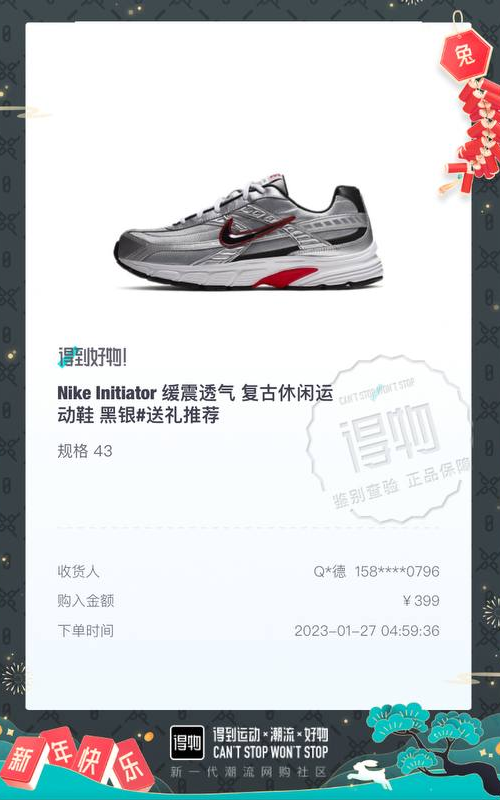 兔
得到好物!
Nike Initiator 缓震透气 复古休闲运
动鞋 黑银#送礼推荐
规格 43
CAN'T STOP WON'T STOP
得物
鉴别查验 正品保障
收货人 Q*德 158****0796
购入金额 ¥399
下单时间 2023-01-27 04:59:36
新年快乐
得物
得到运动×潮流×好物
CAN'T STOP WON'T STOP
新一代潮流网购社区